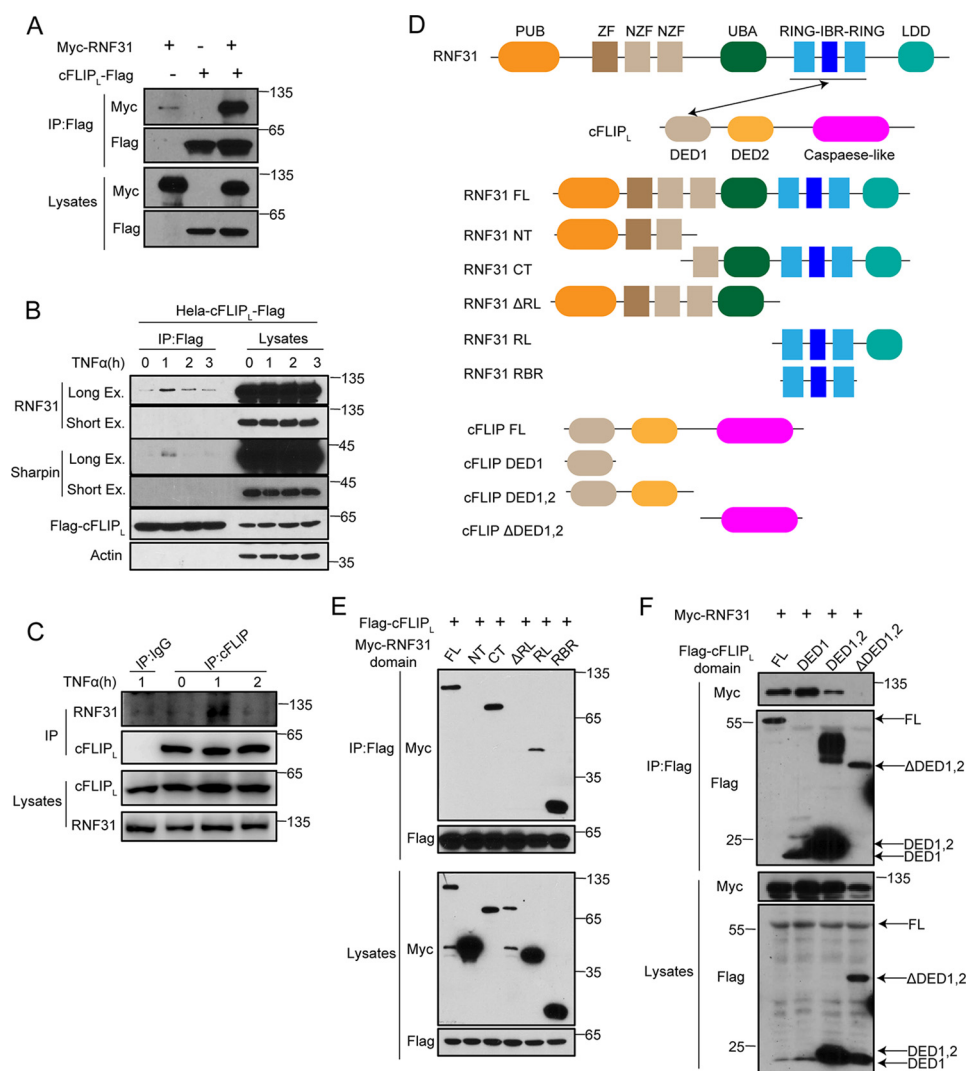 A
Myc-RNF31 + - +
cFLIPL-Flag - + +
IP:Flag
Myc
135
Flag
65
Lysates
Myc
135
Flag
65
B
Hela-cFLIPL-Flag
IP:Flag Lysates
TNFα(h) 0 1 2 3 0 1 2 3
RNF31
Long Ex.
135
Short Ex.
135
Sharpin
Long Ex.
45
Short Ex.
45
Flag-cFLIPL
65
Actin
35
C
IP:IgG IP:cFLIP
TNFα(h) 1 0 1 2
IP
RNF31
135
cFLIPL
65
Lysates
cFLIPL
65
RNF31
135
D
PUB ZF NZF NZF UBA RING-IBR-RING LDD
RNF31
cFLIPL
DED1 DED2 Caspaese-like
RNF31 FL
RNF31 NT
RNF31 CT
RNF31 ΔRL
RNF31 RL
RNF31 RBR
cFLIP FL
cFLIP DED1
cFLIP DED1,2
cFLIP ΔDED1,2
E
Flag-cFLIPL + + + + + +
Myc-RNF31
domain
FL NT CT ΔRL RL RBR
IP:Flag
Myc
135
65
35
Flag
65
Lysates
Myc
135
65
35
Flag
65
F
Myc-RNF31 + + + +
Flag-cFLIPL
domain
FL DED1 DED1,2 ΔDED1,2
IP:Flag
Myc
135
Flag
55
25
FL
ΔDED1,2
DED1,2
DED1
Lysates
Myc
135
Flag
55
25
FL
ΔDED1,2
DED1,2
DED1